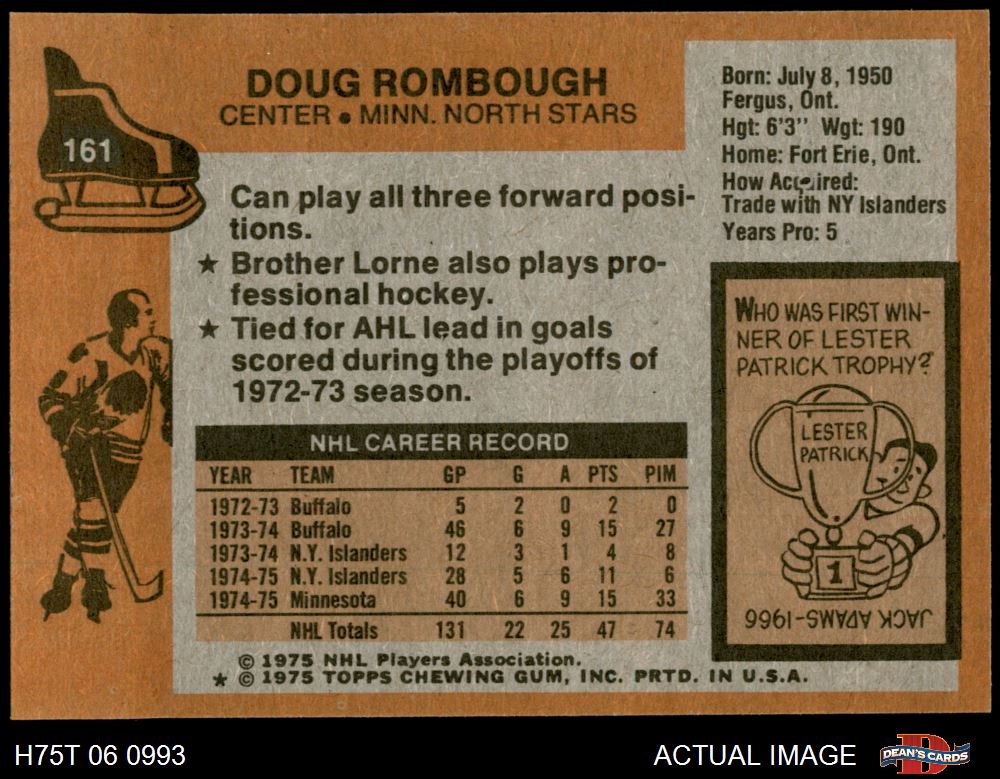 161
DOUG ROMBOUGH
CENTER • MINN. NORTH STARS
Can play all three forward posi-
tions.
★ Brother Lorne also plays pro-
fessional hockey.
★ Tied for AHL lead in goals
scored during the playoffs of
1972-73 season.
NHL CAREER RECORD
YEAR TEAM GP G A PTS PIM
1972-73 Buffalo 5 2 0 2 0
1973-74 Buffalo 46 6 9 15 27
1973-74 N.Y. Islanders 12 3 1 4 8
1974-75 N.Y. Islanders 28 5 6 11 6
1974-75 Minnesota 40 6 9 15 33
NHL Totals 131 22 25 47 74
© 1975 NHL Players Association.
★ © 1975 TOPPS CHEWING GUM, INC. PRTD. IN U.S.A.
Born: July 8, 1950
Fergus, Ont.
Hgt: 6'3" Wgt: 190
Home: Fort Erie, Ont.
How Acquired:
Trade with NY Islanders
Years Pro: 5
WHO WAS FIRST WIN-
NER OF LESTER
PATRICK TROPHY?
LESTER
PATRICK
1
JACK ADAMS-1966
H75T 06 0993
ACTUAL IMAGE
DEAN'S CARDS